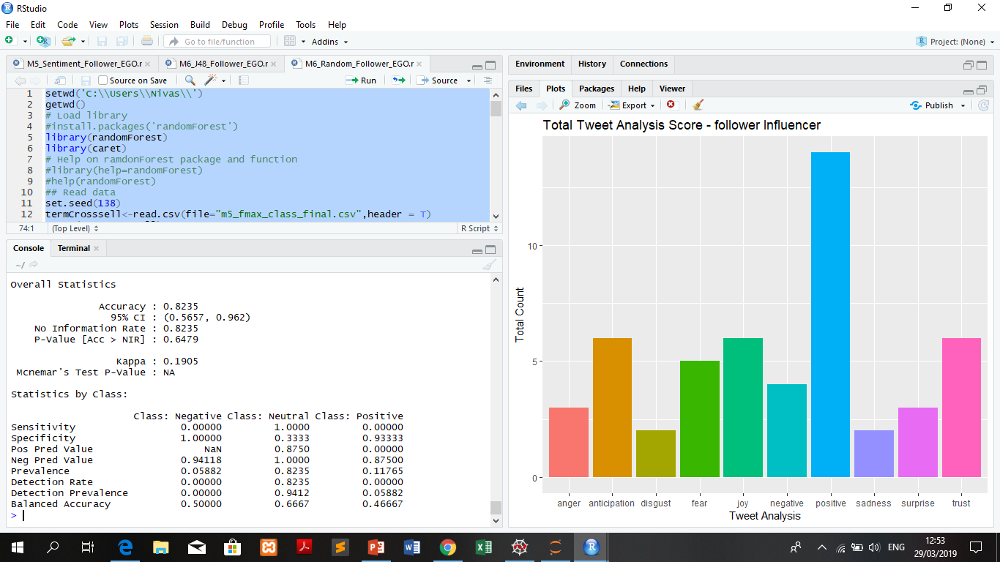 RStudio
File Edit Code View Plots Session Build Debug Profile Tools Help
Go to file/function Addins Project: (None)
M5_Sentiment_Follower_EGO.r M6_J48_Follower_EGO.r M6_Random_Follower_EGO.r
Source on Save Run Source
1 setwd('C:\\Users\\Nivas\\')
2 getwd()
3 # Load library
4 #install.packages('randomForest')
5 library(randomForest)
6 library(caret)
7 # Help on ramdonForest package and function
8 #library(help=randomForest)
9 #help(randomForest)
10 ## Read data
11 set.seed(138)
12 termCrosssell<-read.csv(file="m5_fmax_class_final.csv",header = T)
74:1 (Top Level) R Script
Console Terminal
~/
Overall Statistics
Accuracy : 0.8235
95% CI : (0.5657, 0.962)
No Information Rate : 0.8235
P-Value [Acc > NIR] : 0.6479
Kappa : 0.1905
Mcnemar's Test P-Value : NA
Statistics by Class:
Class: Negative Class: Neutral Class: Positive
Sensitivity 0.00000 1.0000 0.00000
Specificity 1.00000 0.3333 0.93333
Pos Pred Value NaN 0.8750 0.00000
Neg Pred Value 0.94118 1.0000 0.87500
Prevalence 0.05882 0.8235 0.11765
Detection Rate 0.00000 0.8235 0.00000
Detection Prevalence 0.00000 0.9412 0.05882
Balanced Accuracy 0.50000 0.6667 0.46667
>
Environment History Connections
Files Plots Packages Help Viewer
Zoom Export Publish
Total Tweet Analysis Score - follower Influencer
Total Count
10
5
0
anger anticipation disgust fear joy negative positive sadness surprise trust
Tweet Analysis
ENG 12:53
29/03/2019